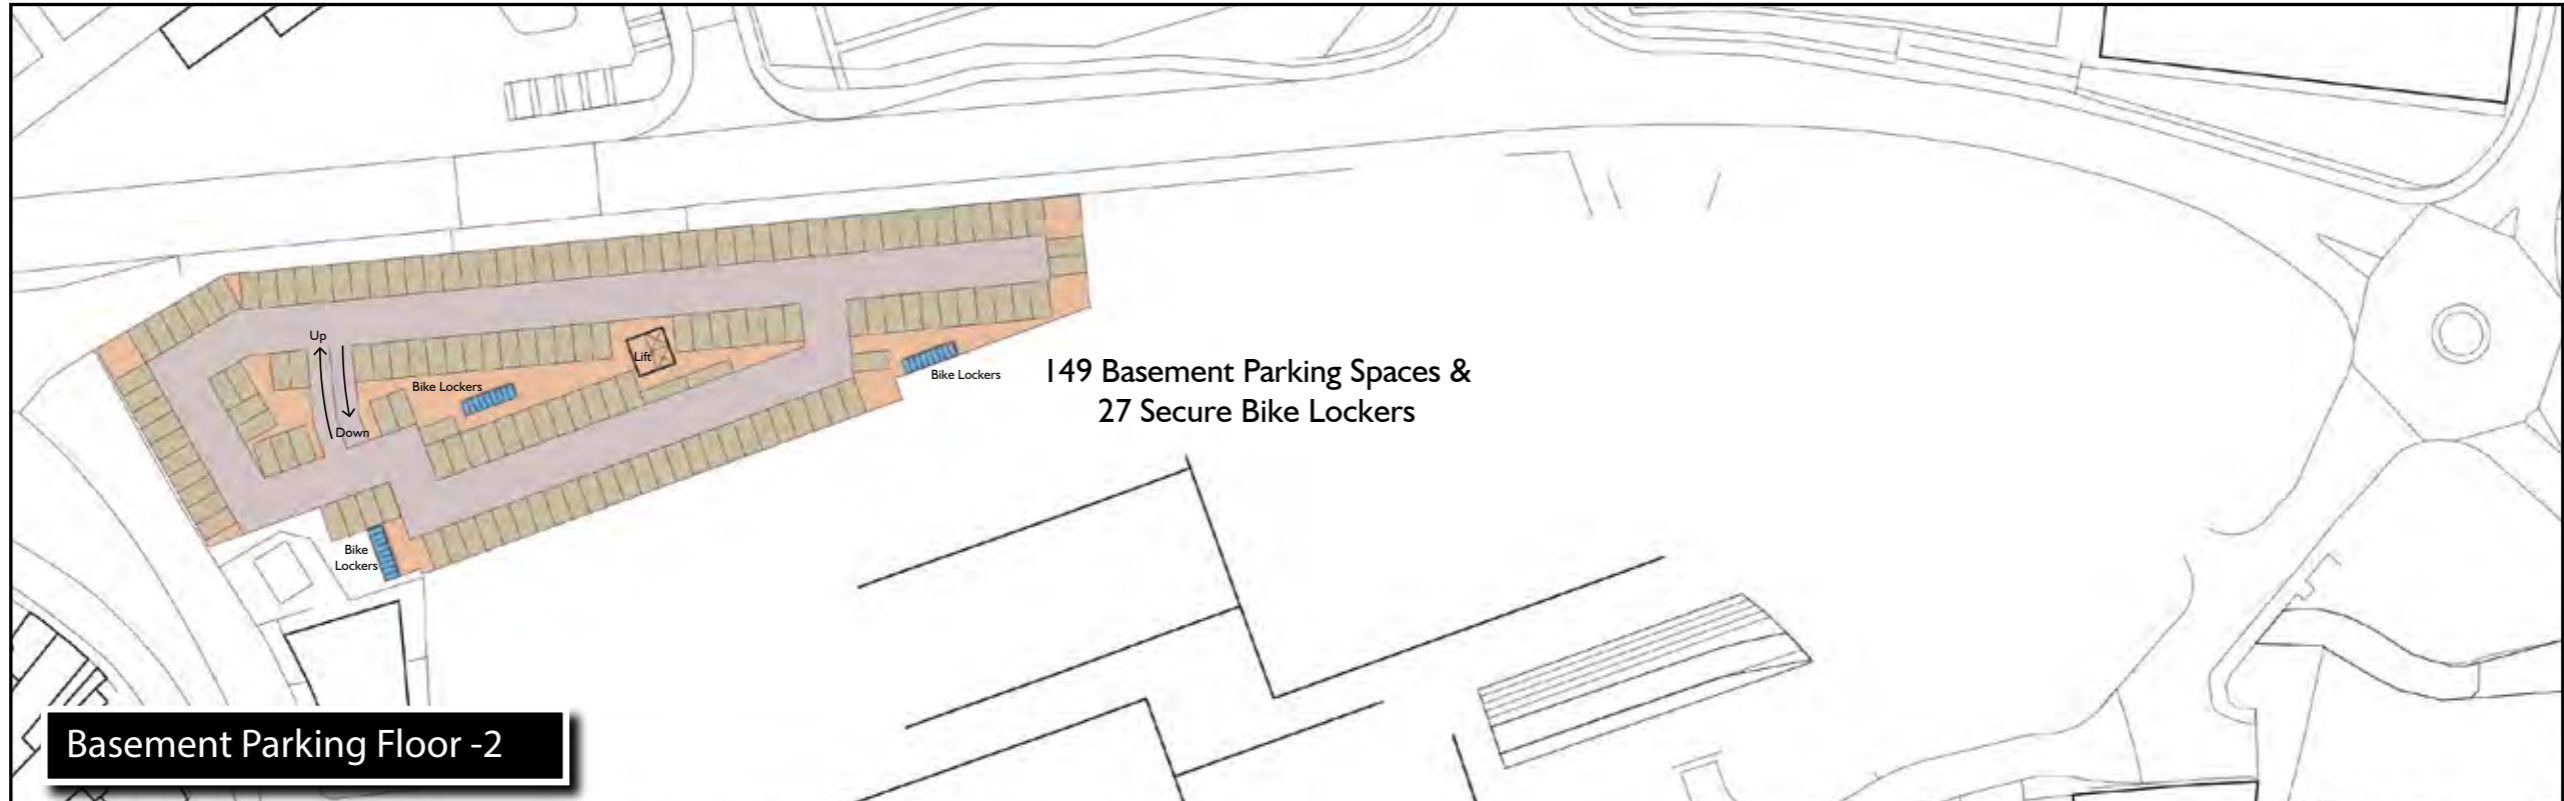 Up
Lift
Bike Lockers
Bike Lockers
149 Basement Parking Spaces &
27 Secure Bike Lockers
Down
Bike
Lockers
Basement Parking Floor -2